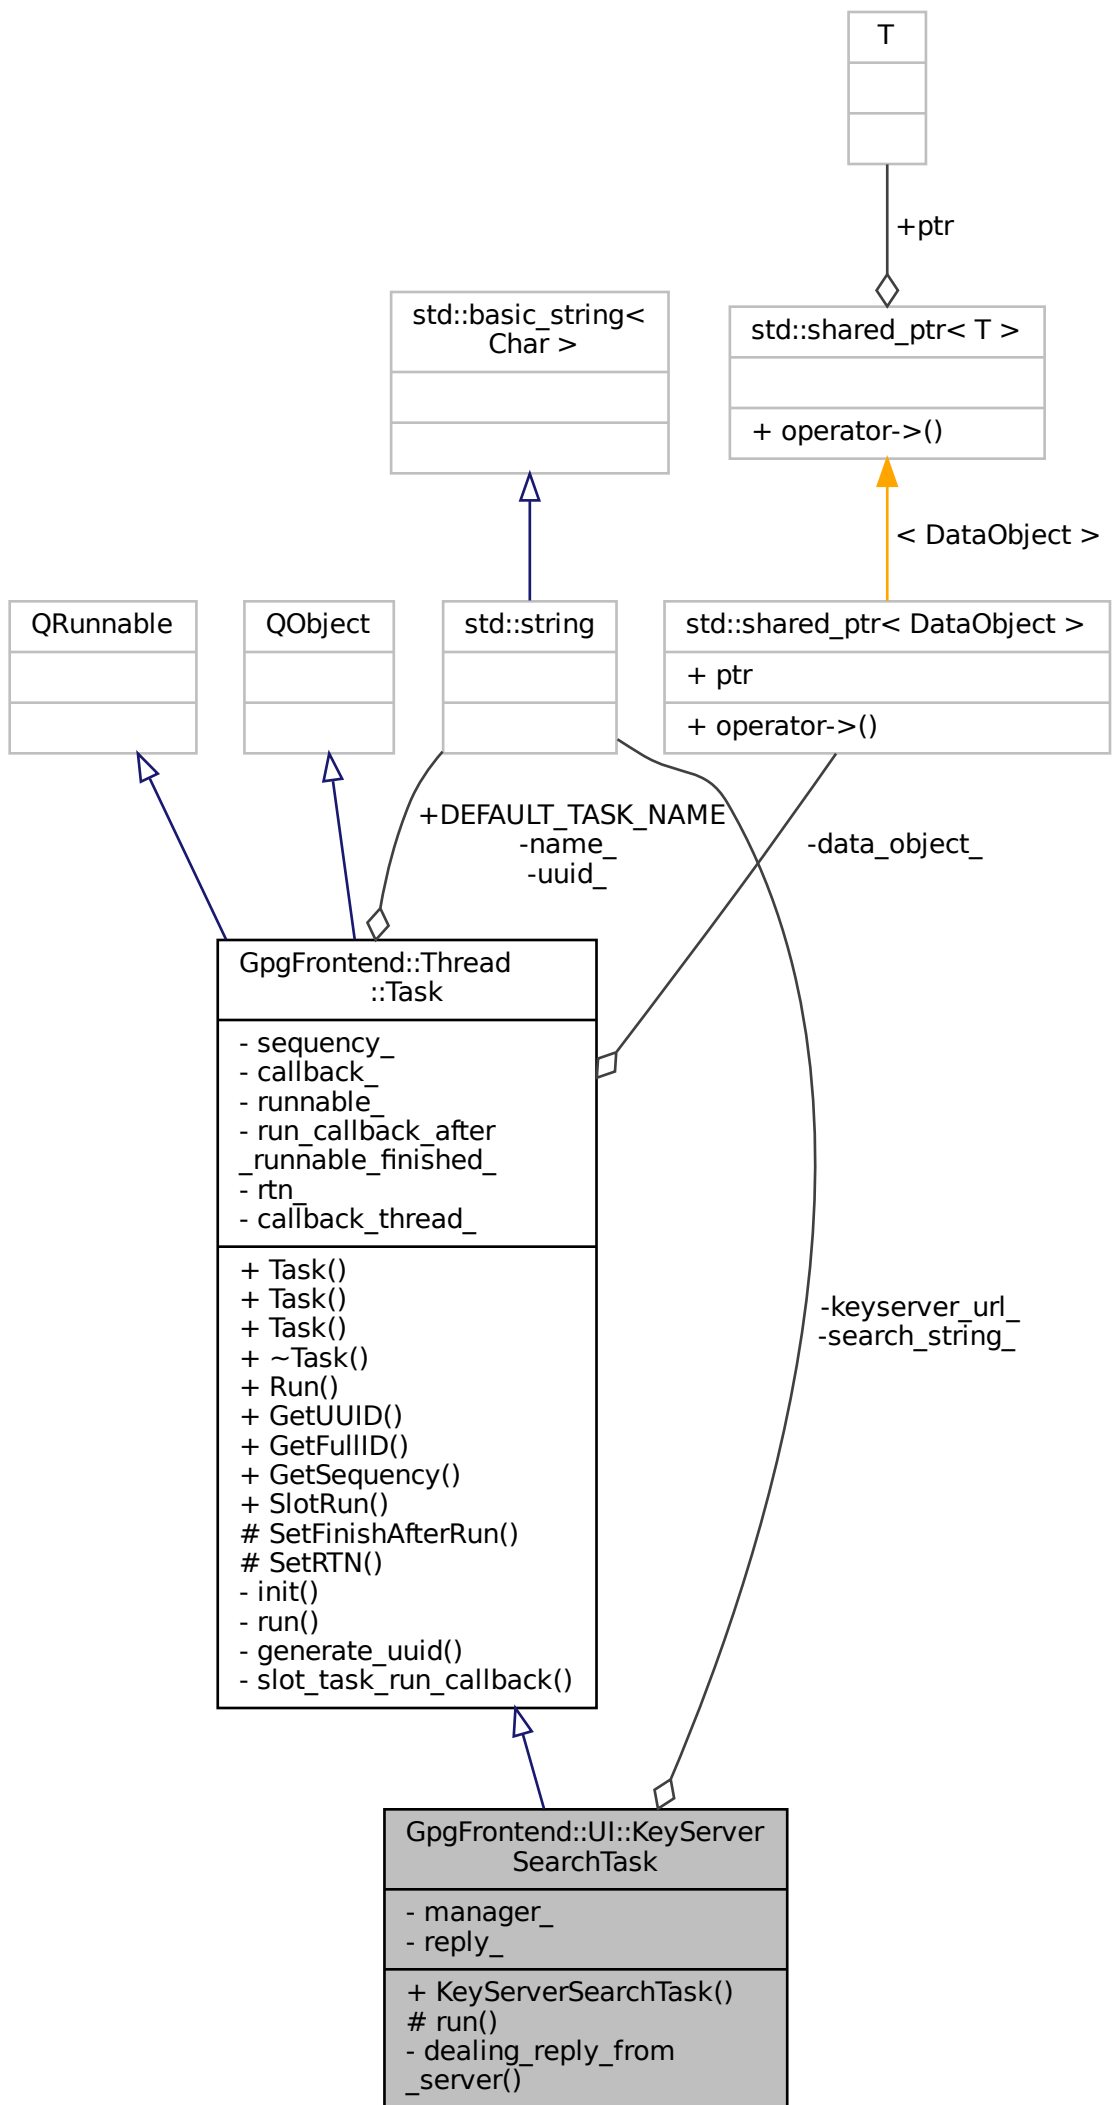 T
+ptr
std::basic_string<
Char >
std::shared_ptr< T >
+ operator->()
< DataObject >
QRunnable
QObject
std::string
std::shared_ptr< DataObject >
+ ptr
+ operator->()
+DEFAULT_TASK_NAME
-name_
-uuid_
-data_object_
GpgFrontend::Thread
::Task
- sequency_
- callback_
- runnable_
- run_callback_after
_runnable_finished_
- rtn_
- callback_thread_
+ Task()
+ Task()
+ Task()
+ ~Task()
+ Run()
+ GetUUID()
+ GetFullID()
+ GetSequency()
+ SlotRun()
# SetFinishAfterRun()
# SetRTN()
- init()
- run()
- generate_uuid()
- slot_task_run_callback()
-keyserver_url_
-search_string_
GpgFrontend::UI::KeyServer
SearchTask
- manager_
- reply_
+ KeyServerSearchTask()
# run()
- dealing_reply_from
_server()